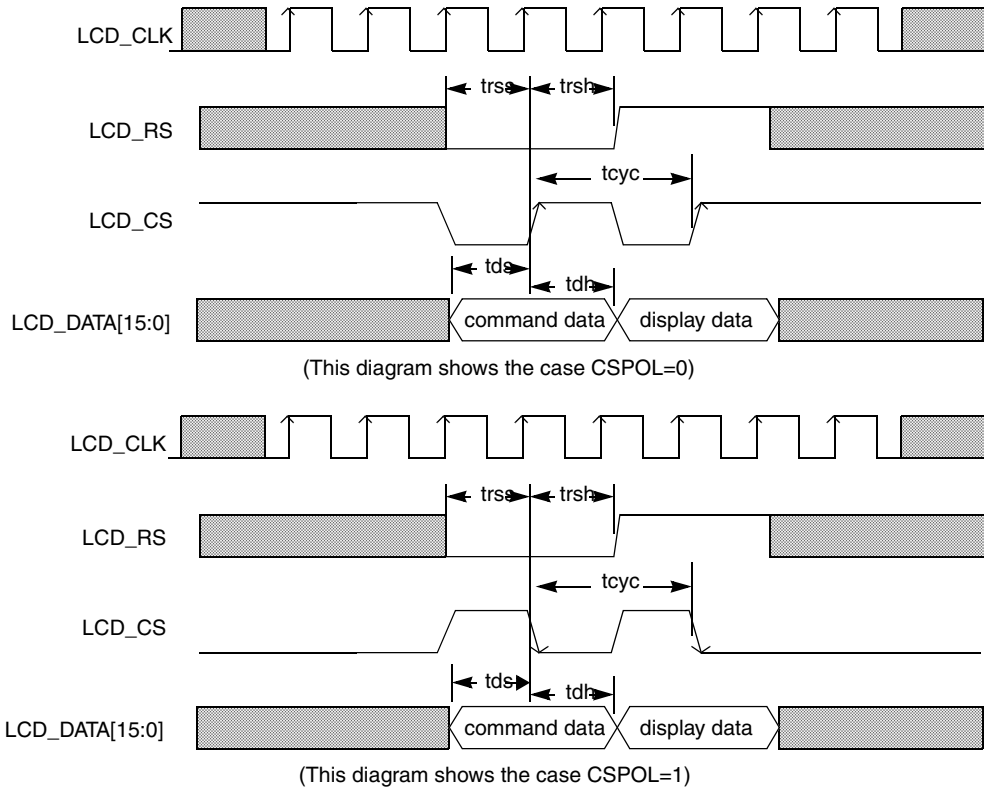 LCD_CLK
trss trsh
LCD_RS
tcyc
LCD_CS
tds
tdh
LCD_DATA[15:0] command data display data
(This diagram shows the case CSPOL=0)
LCD_CLK
trss trsh
LCD_RS
tcyc
LCD_CS
tds
tdh
LCD_DATA[15:0] command data display data
(This diagram shows the case CSPOL=1)